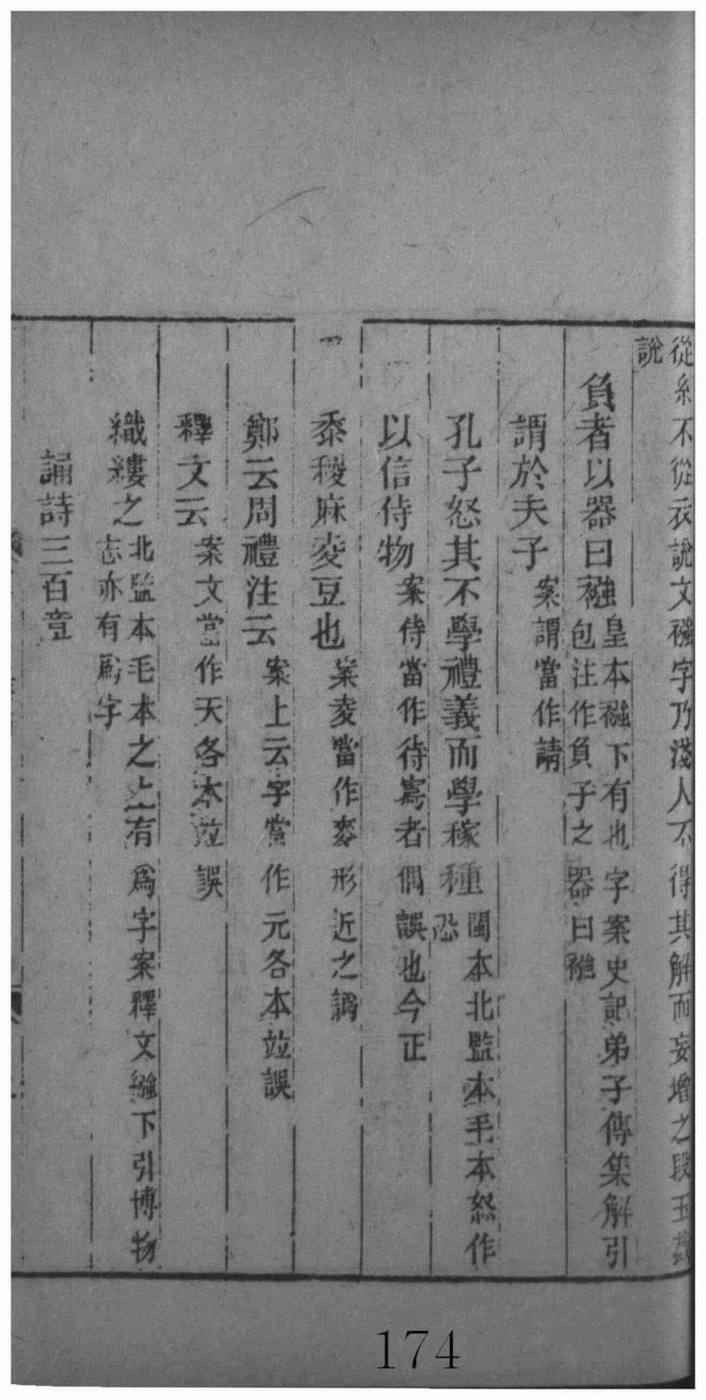 從糸不從衣說文襁字乃淺人不得其解而妄增之段玉裁
說
負者以器曰襁皇本襁下有也字案史記弟子傳集解引
包注作負子之器曰襁
謂於夫子案謂當作請
孔子怒其不學禮義而學稼種閩本北監本毛本怒作
恐
以信侍物案侍當作待寫者偶誤也今正
黍稷麻麦豆也案麦當作麥形近之譌
鄭云周禮注云案上云字當作元各本竝誤
釋文云案文當作天各本竝誤
織縷之北監本毛本之上有爲字案釋文繈下引博物
志亦有爲字
誦詩三百章
174